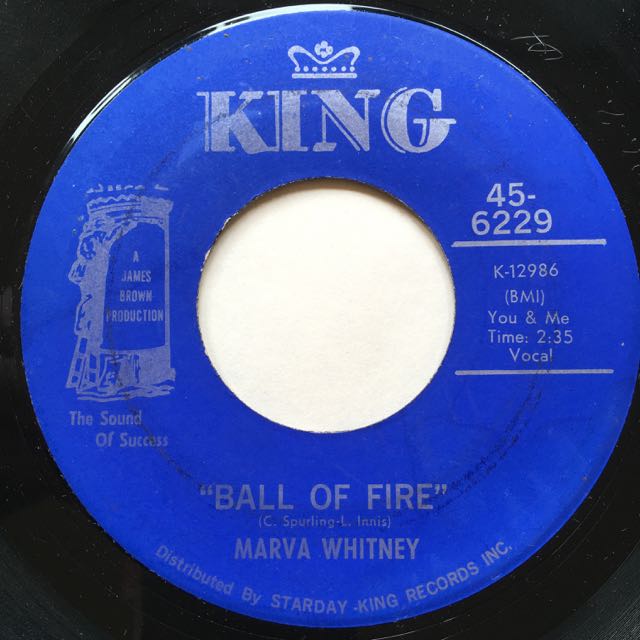 KING
45-
6229
A
JAMES
BROWN
PRODUCTION
K-12986
(BMI)
You & Me
Time: 2:35
Vocal
The Sound
Of Success
"BALL OF FIRE"
(C. Spurling-L. Innis)
MARVA WHITNEY
Distributed By STARDAY-KING RECORDS INC.